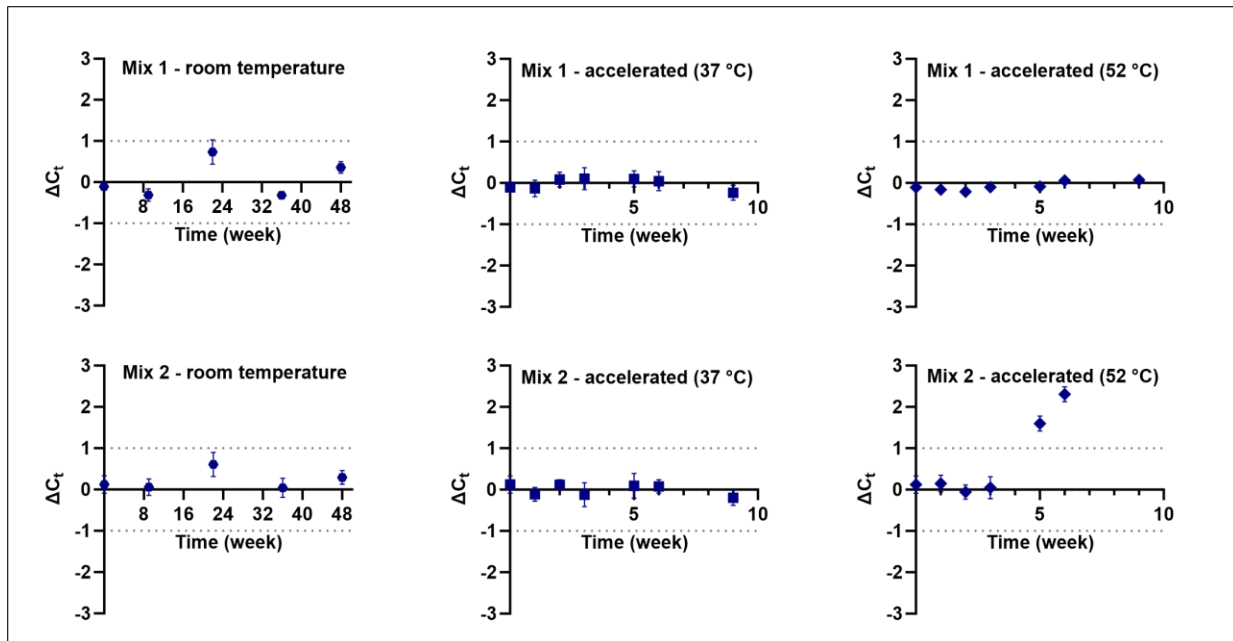 Mix 1 - room temperature
3
2
1
0
-1
-2
-3
ΔCt
8 16 24 32 40 48
Time (week)
Mix 1 - accelerated (37 °C)
3
2
1
0
-1
-2
-3
ΔCt
5 10
Time (week)
Mix 1 - accelerated (52 °C)
3
2
1
0
-1
-2
-3
ΔCt
5 10
Time (week)
Mix 2 - room temperature
3
2
1
0
-1
-2
-3
ΔCt
8 16 24 32 40 48
Time (week)
Mix 2 - accelerated (37 °C)
3
2
1
0
-1
-2
-3
ΔCt
5 10
Time (week)
Mix 2 - accelerated (52 °C)
3
2
1
0
-1
-2
-3
ΔCt
5 10
Time (week)